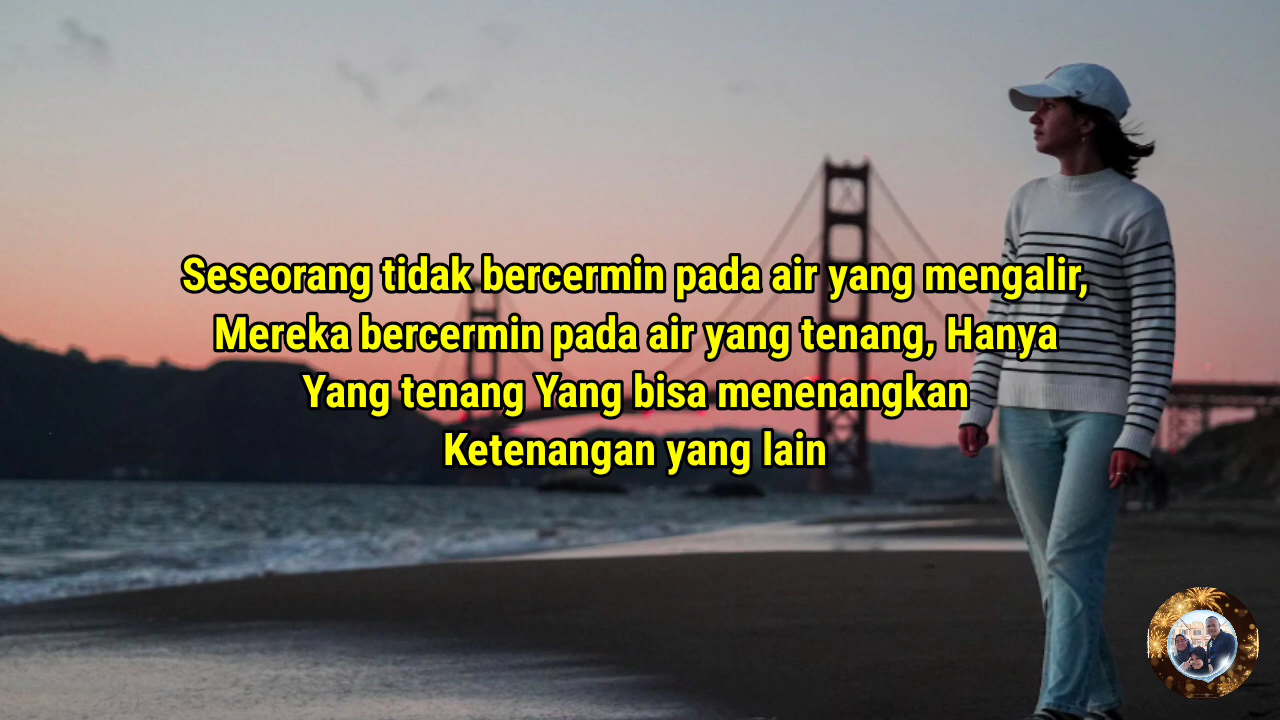 Seseorang tidak bercermin pada air yang mengalir,
Mereka bercermin pada air yang tenang, Hanya
Yang tenang Yang bisa menenangkan
Ketenangan yang lain